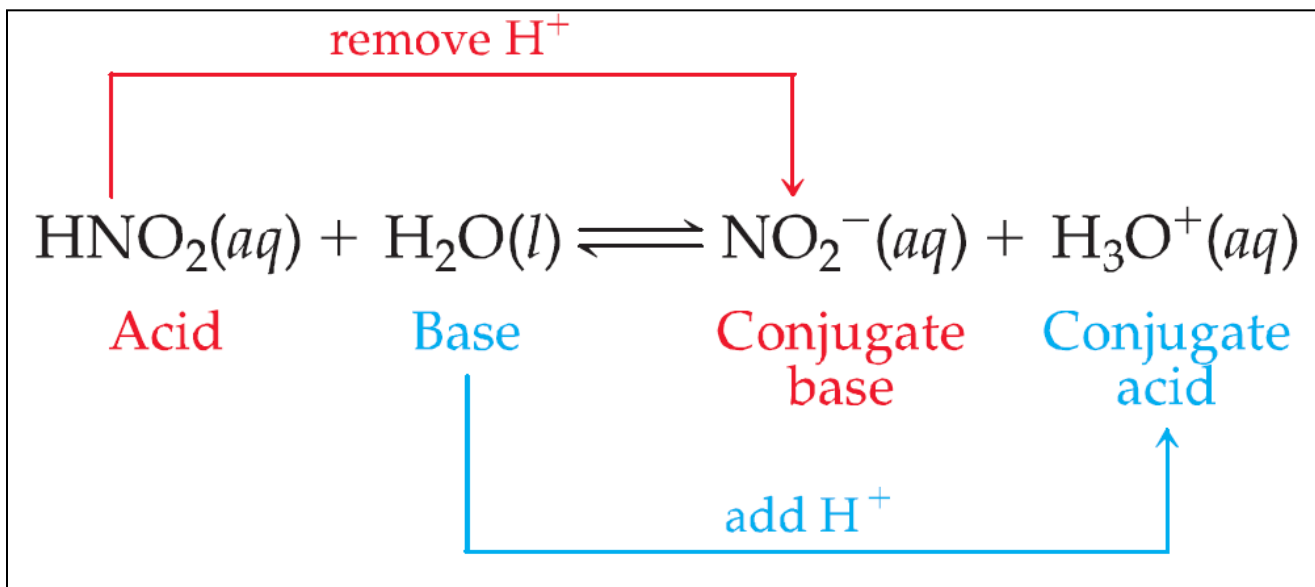 remove H⁺
HNO₂(aq) + H₂O(l) ⇌ NO₂⁻(aq) + H₃O⁺(aq)
Acid Base Conjugate base Conjugate acid
add H⁺